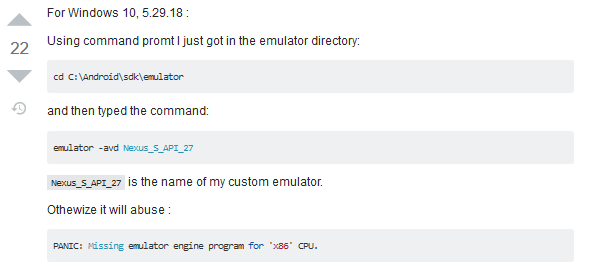 For Windows 10, 5.29.18 :
Using command promt I just got in the emulator directory:
22
cd C:\Android\sdk\emulator
and then typed the command:
emulator -avd Nexus_S_API_27
Nexus_S_API_27 is the name of my custom emulator.
Othewize it will abuse :
PANIC: Missing emulator engine program for 'x86' CPU.